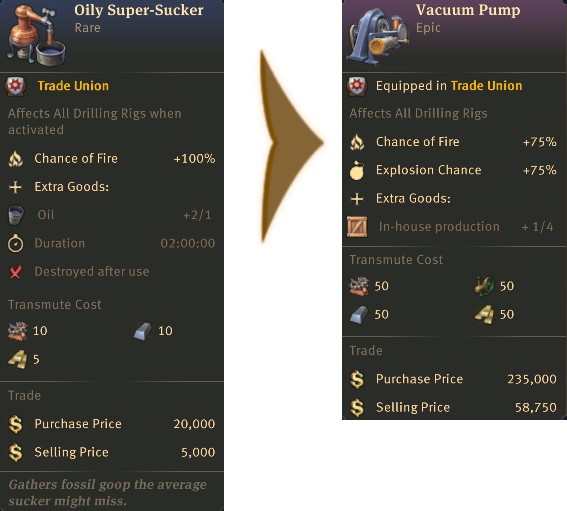 Oily Super-Sucker
Rare
Trade Union
Affects All Drilling Rigs when
activated
Chance of Fire +100%
Extra Goods:
Oil +2/1
Duration 02:00:00
Destroyed after use
Transmute Cost
10 10
5
Trade
Purchase Price 20,000
Selling Price 5,000
Gathers fossil goop the average
sucker might miss.
Vacuum Pump
Epic
Equipped in Trade Union
Affects All Drilling Rigs
Chance of Fire +75%
Explosion Chance +75%
Extra Goods:
In-house production + 1/4
Transmute Cost
50 50
50 50
Trade
Purchase Price 235,000
Selling Price 58,750